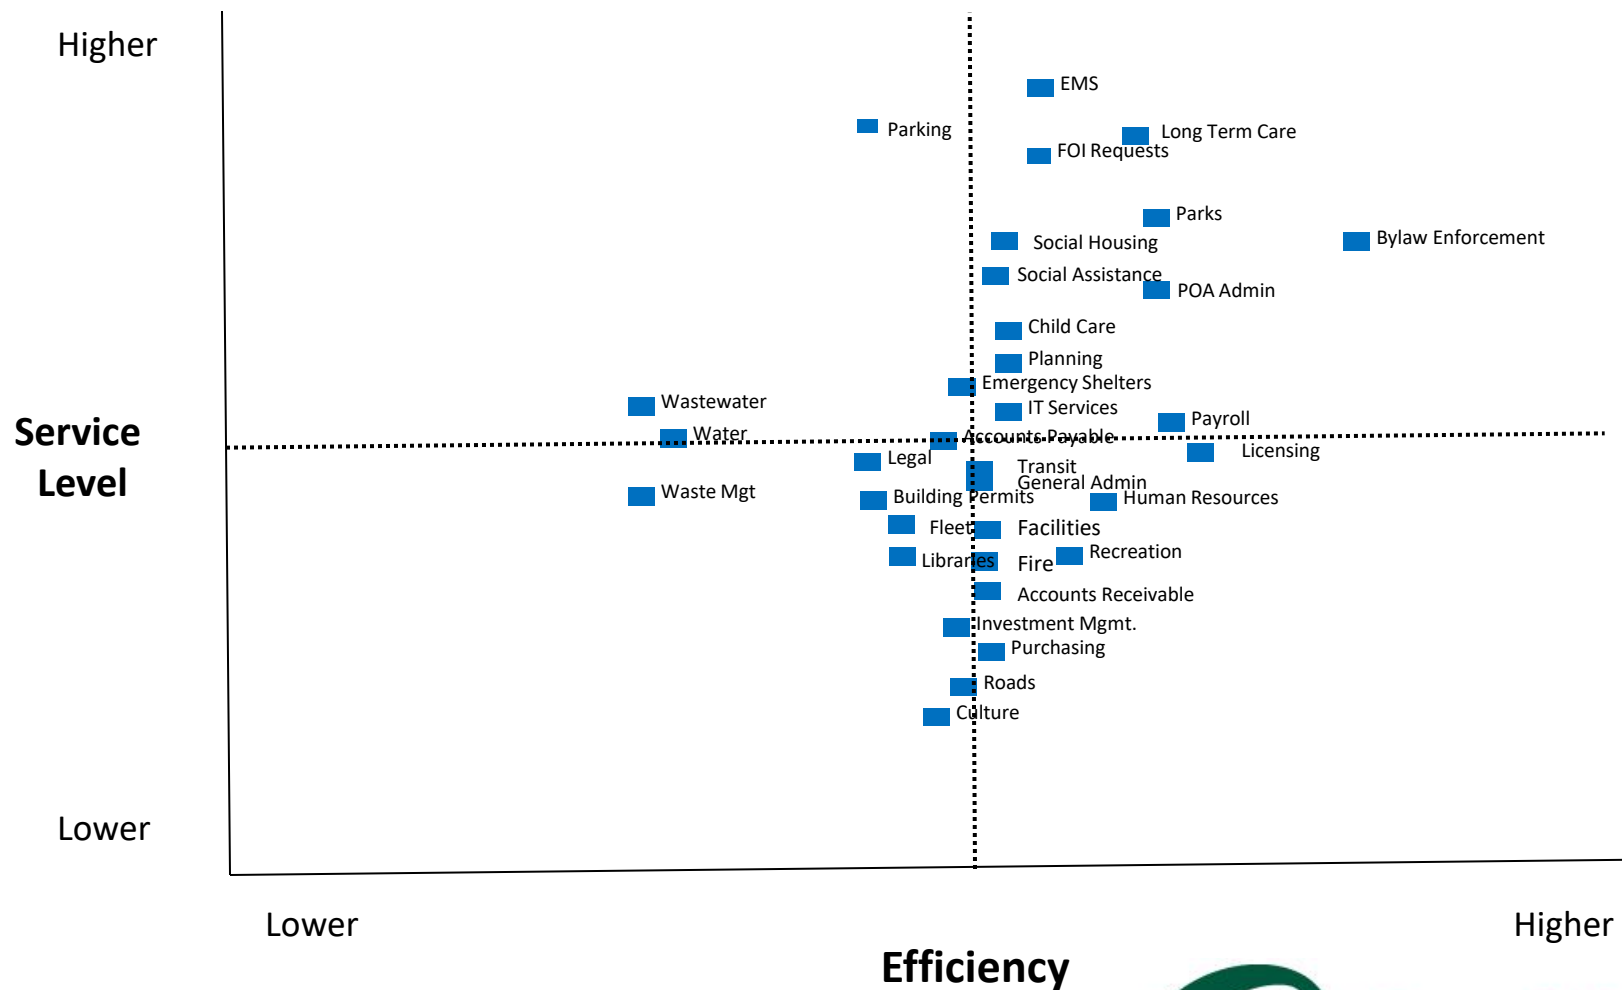 Higher
EMS
Parking
Long Term Care
FOI Requests
Parks
Social Housing
Bylaw Enforcement
Social Assistance
POA Admin
Child Care
Planning
Emergency Shelters
Wastewater
IT Services
Payroll
Service
Level
Water
Accounts Payable
Licensing
Legal
Transit
General Admin
Waste Mgt
Building Permits
Human Resources
Fleet
Facilities
Libraries
Fire
Recreation
Accounts Receivable
Investment Mgmt.
Purchasing
Roads
Culture
Lower
Lower
Higher
Efficiency